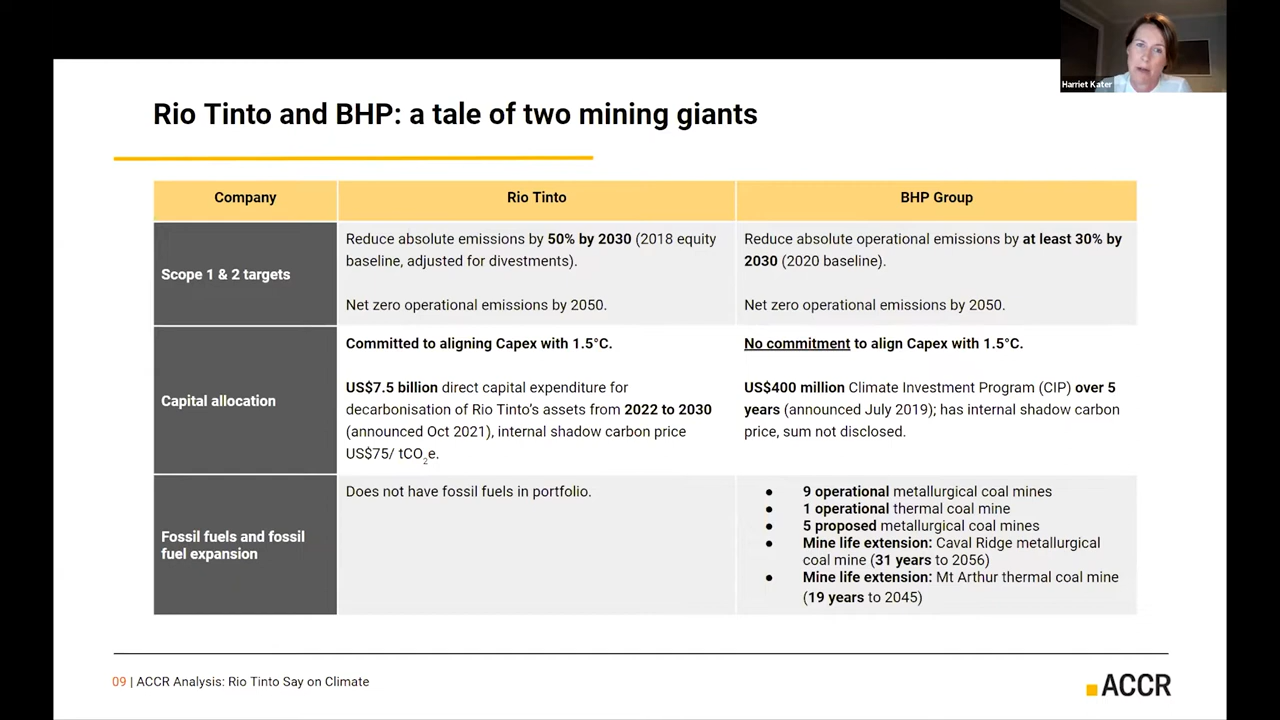 Harriet Kater
Rio Tinto and BHP: a tale of two mining giants
Company
Rio Tinto
BHP Group
Scope 1 & 2 targets
Reduce absolute emissions by 50% by 2030 (2018 equity
baseline, adjusted for divestments).
Net zero operational emissions by 2050.
Reduce absolute operational emissions by at least 30% by
2030 (2020 baseline).
Net zero operational emissions by 2050.
Capital allocation
Committed to aligning Capex with 1.5°C.
US$7.5 billion direct capital expenditure for
decarbonisation of Rio Tinto's assets from 2022 to 2030
(announced Oct 2021), internal shadow carbon price
US$75/ tCO₂e.
No commitment to align Capex with 1.5°C.
US$400 million Climate Investment Program (CIP) over 5
years (announced July 2019); has internal shadow carbon
price, sum not disclosed.
Fossil fuels and fossil
fuel expansion
Does not have fossil fuels in portfolio.
● 9 operational metallurgical coal mines
● 1 operational thermal coal mine
● 5 proposed metallurgical coal mines
● Mine life extension: Caval Ridge metallurgical
coal mine (31 years to 2056)
● Mine life extension: Mt Arthur thermal coal mine
(19 years to 2045)
09 | ACCR Analysis: Rio Tinto Say on Climate
ACCR